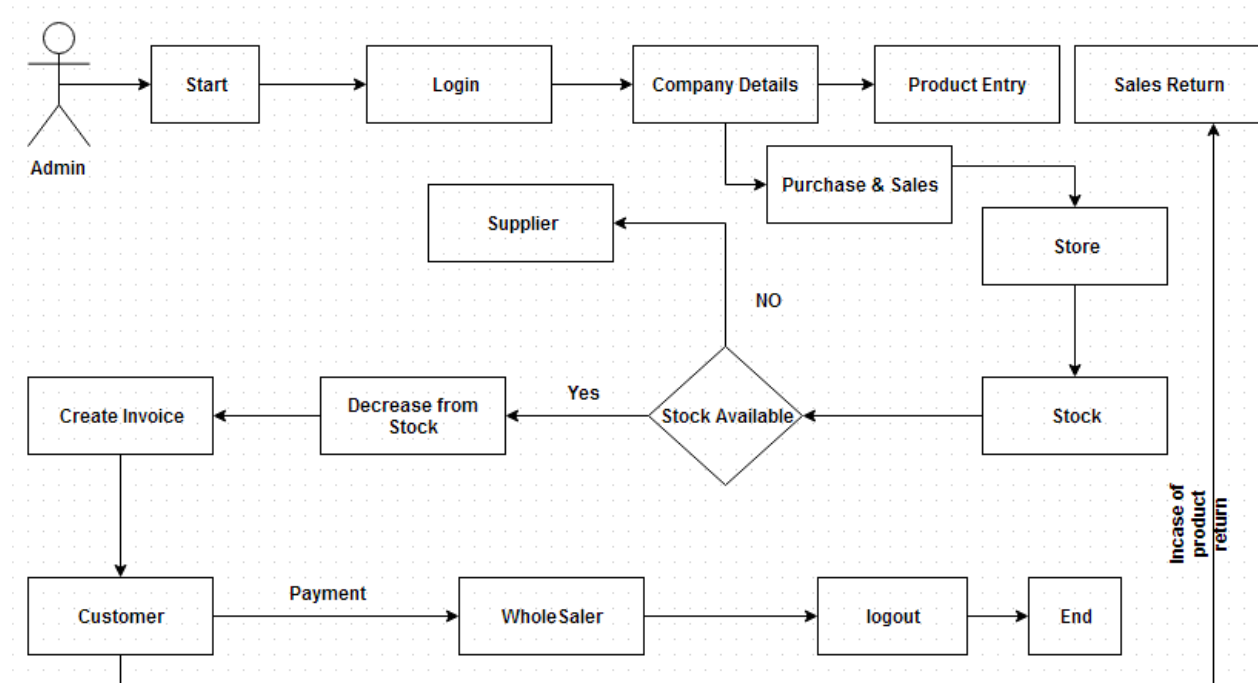 Start
Login
Company Details
Product Entry
Sales Return
Admin
Purchase & Sales
Supplier
Store
NO
Yes
Create Invoice
Decrease from
Stock
Stock Available
Stock
Incase of
product
return
Customer
Payment
WholeSaler
logout
End